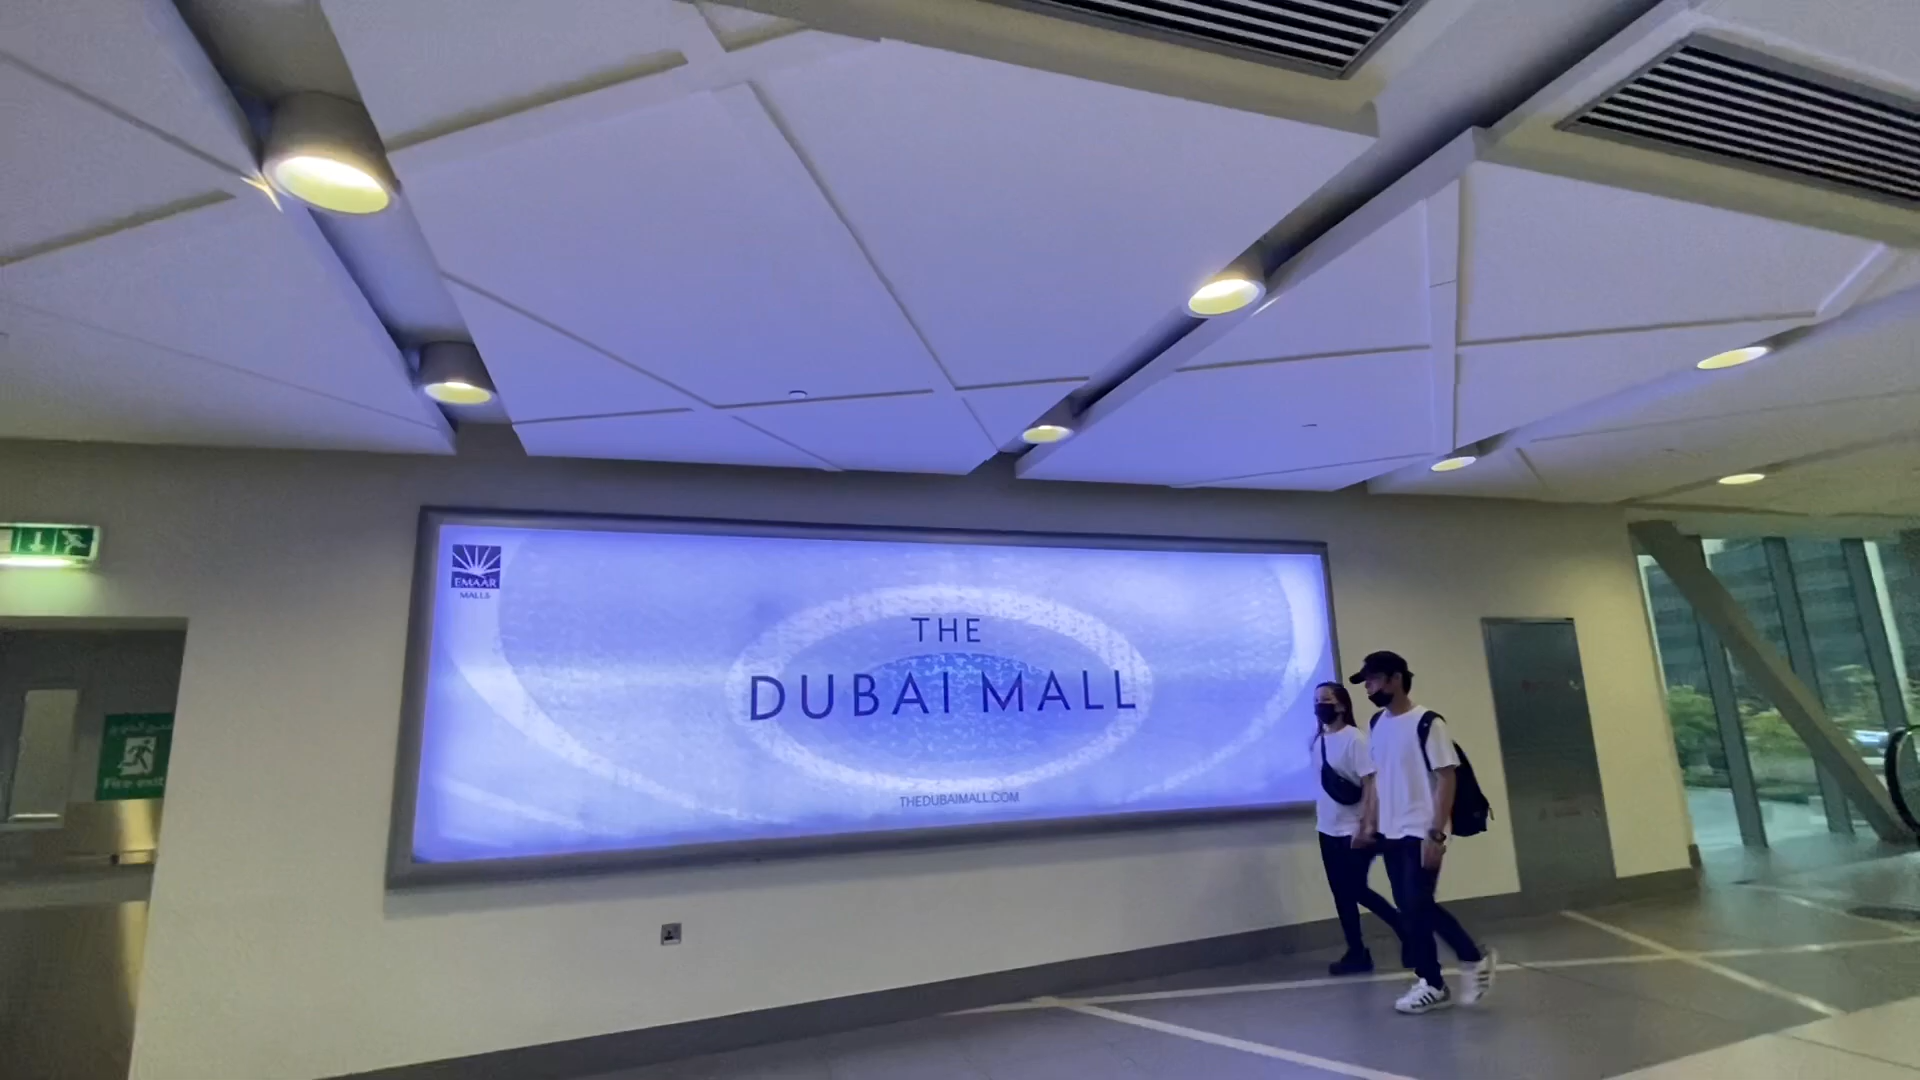 EMAAR
MALLS
THE
DUBAI MALL
THEDUBAIMALL.COM
Fire exit